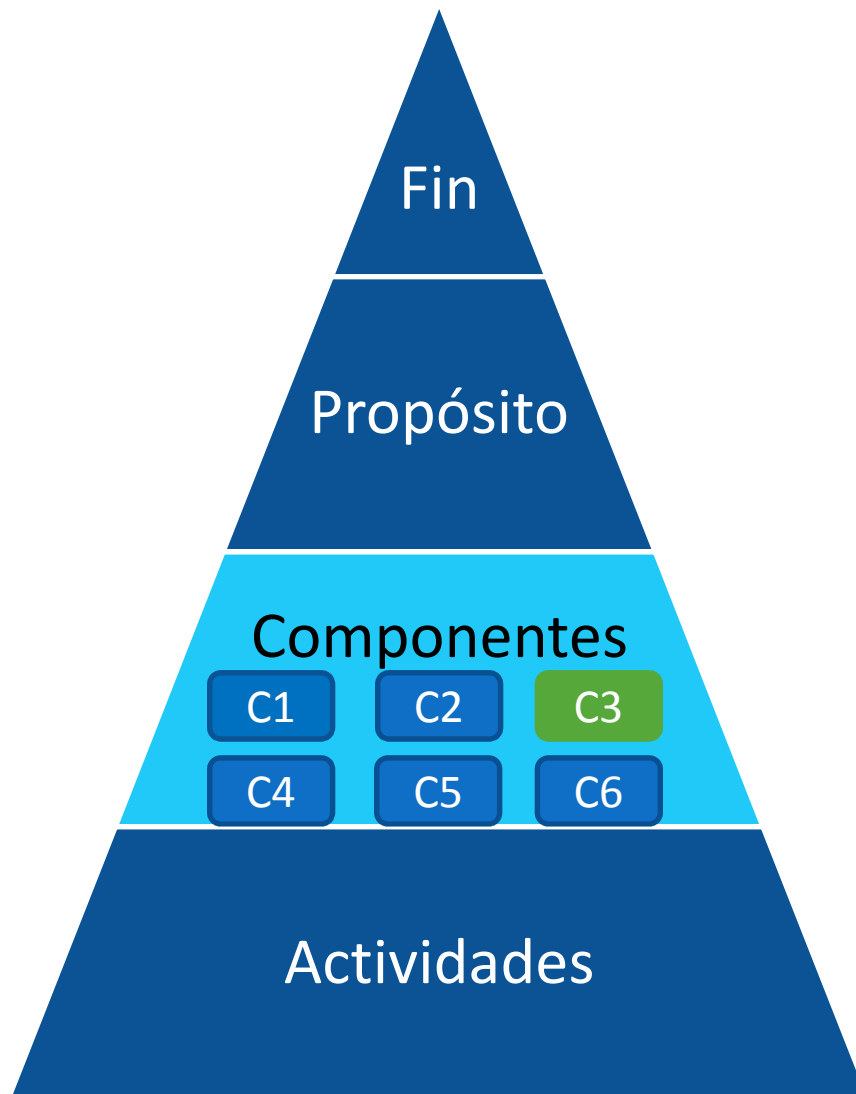 Fin
Propósito
Componentes
C1 C2 C3
C4 C5 C6
Actividades